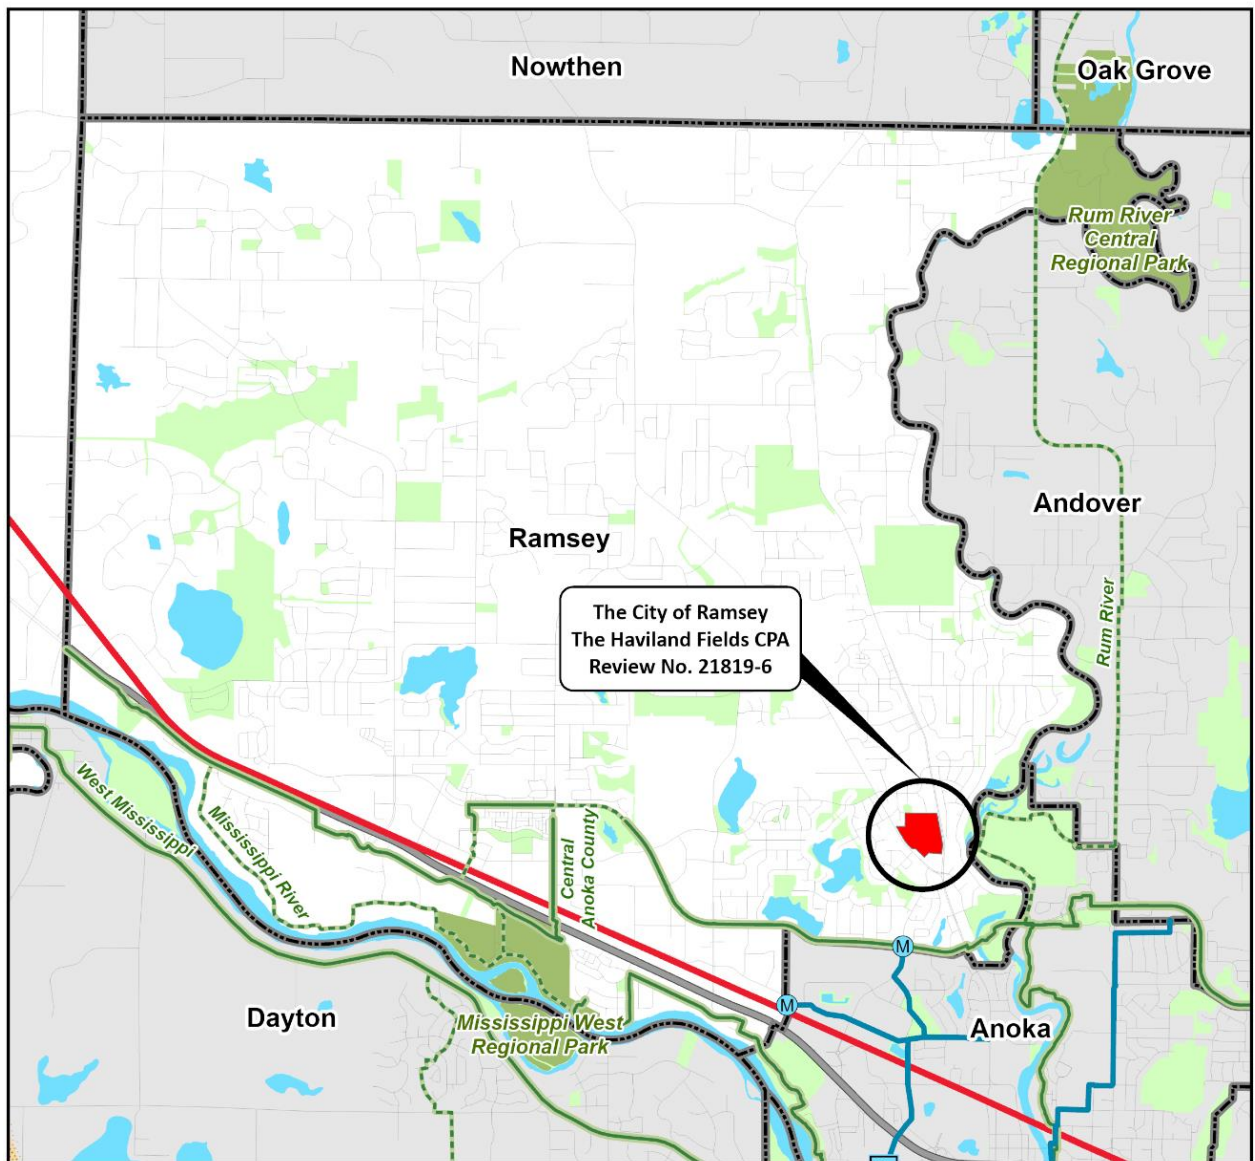 Nowthen
Oak Grove
Rum River
Central
Regional Park
Andover
Ramsey
The City of Ramsey
The Haviland Fields CPA
Review No. 21819-6
Rum River
West Mississippi
Mississippi River
Central
Anoka County
M
M
Dayton
Mississippi West
Regional Park
Anoka